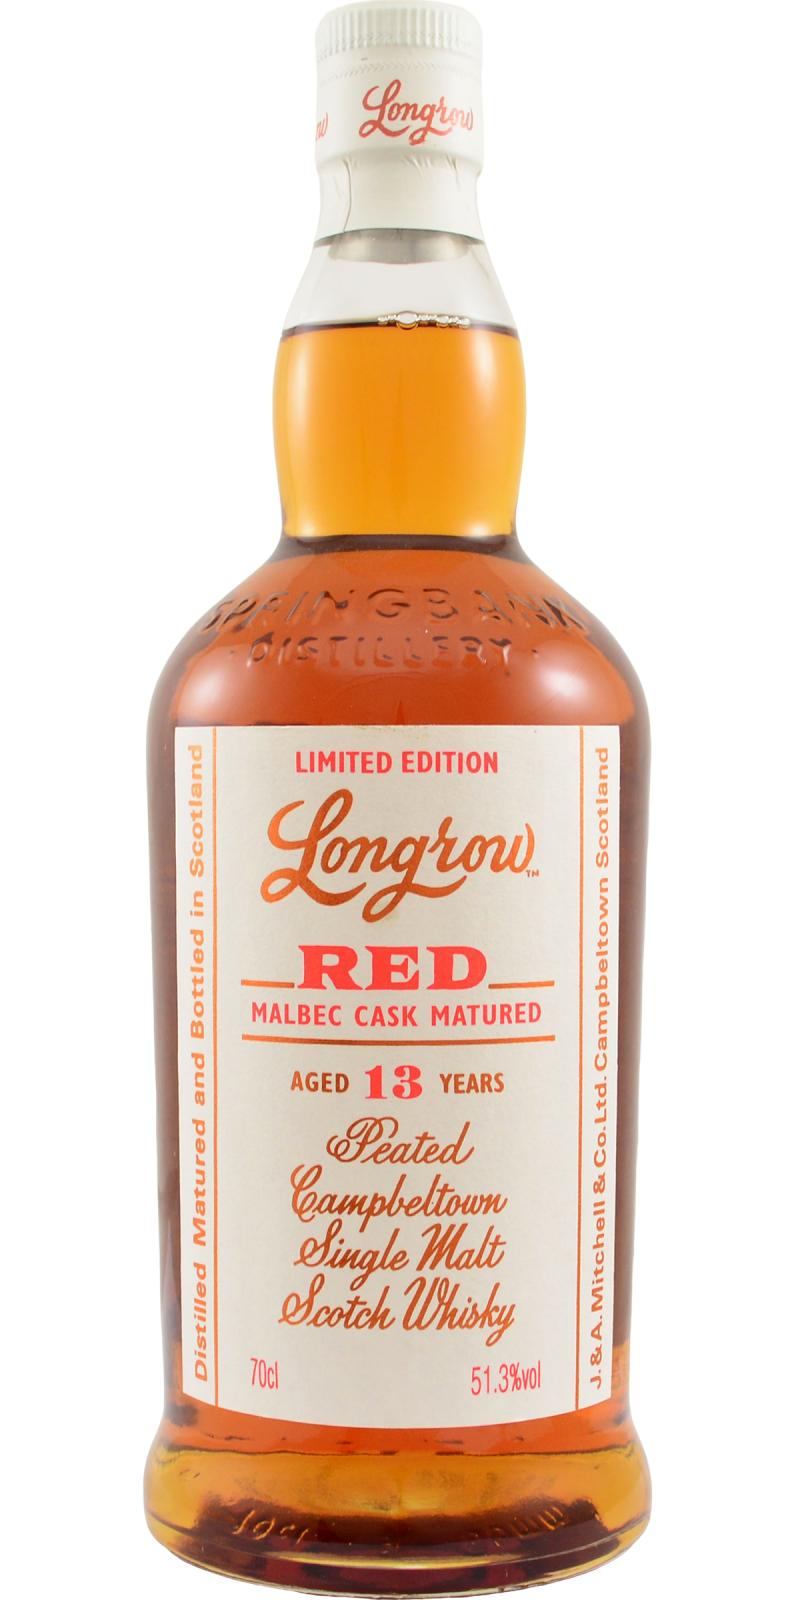 Longrow
SPRINGBANK
· DISTILLERY ·
LIMITED EDITION
Longrow™
RED
MALBEC CASK MATURED
AGED 13 YEARS
Peated
Campbeltown
Single Malt
Scotch Whisky
70cl 51.3%vol
Distilled Matured and Bottled in Scotland
J.&A. Mitchell & Co. Ltd. Campbeltown Scotland